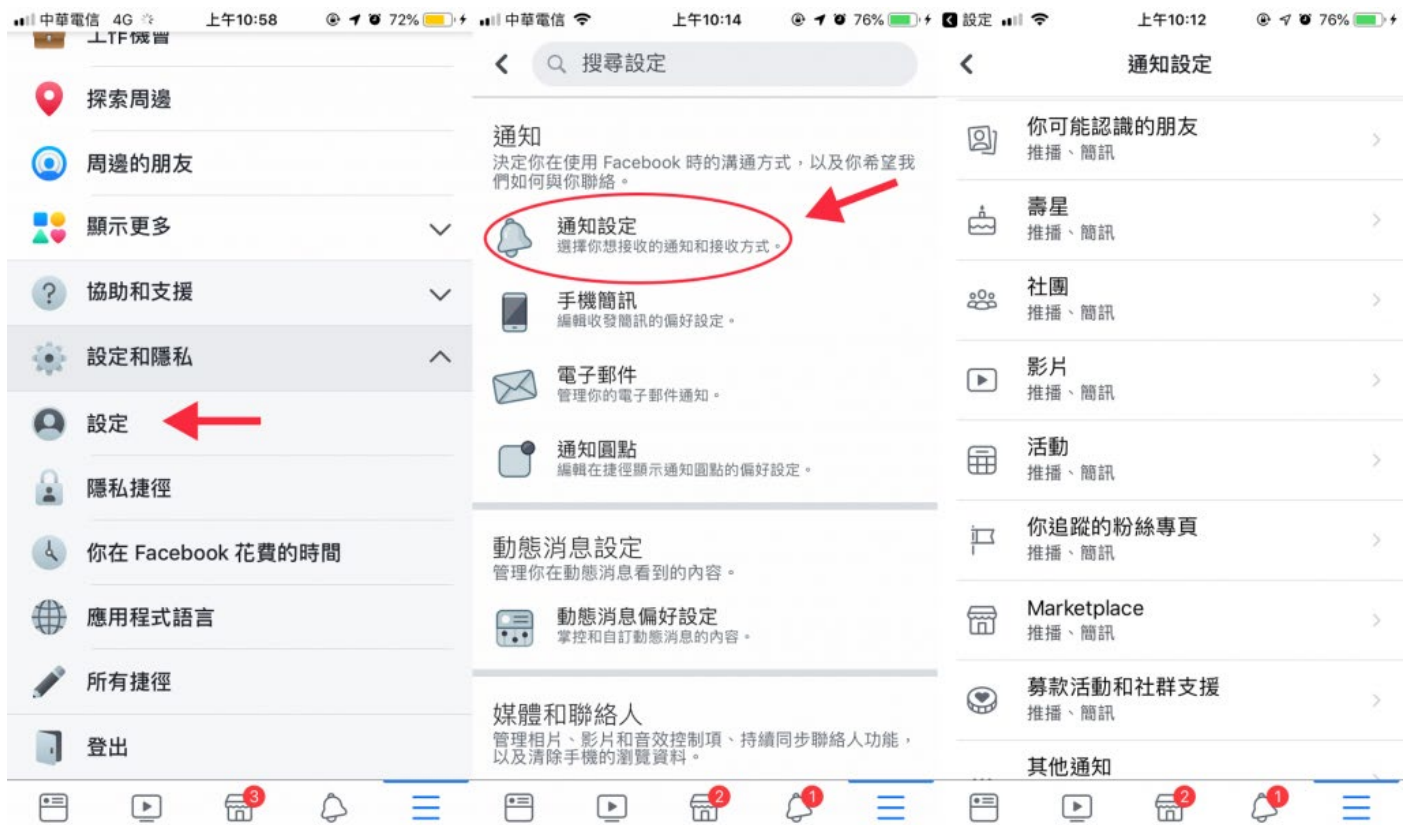 中華電信 4G 上午10:58 72%
工作機會
探索周邊
周邊的朋友
顯示更多
協助和支援
設定和隱私
設定
隱私捷徑
你在 Facebook 花費的時間
應用程式語言
所有捷徑
登出
3
中華電信 上午10:14 76%
搜尋設定
通知
決定你在使用 Facebook 時的溝通方式,以及你希望我
們如何與你聯絡。
通知設定
選擇你想接收的通知和接收方式。
手機簡訊
編輯收發簡訊的偏好設定。
電子郵件
管理你的電子郵件通知。
通知圓點
編輯在捷徑顯示通知圓點的偏好設定。
動態消息設定
管理你在動態消息看到的內容。
動態消息偏好設定
掌控和自訂動態消息的內容。
媒體和聯絡人
管理相片、影片和音效控制項、持續同步聯絡人功能,
以及清除手機的瀏覽資料。
2
1
設定 上午10:12 76%
通知設定
你可能認識的朋友
推播、簡訊
壽星
推播、簡訊
社團
推播、簡訊
影片
推播、簡訊
活動
推播、簡訊
你追蹤的粉絲專頁
推播、簡訊
Marketplace
推播、簡訊
募款活動和社群支援
推播、簡訊
其他通知
2
1